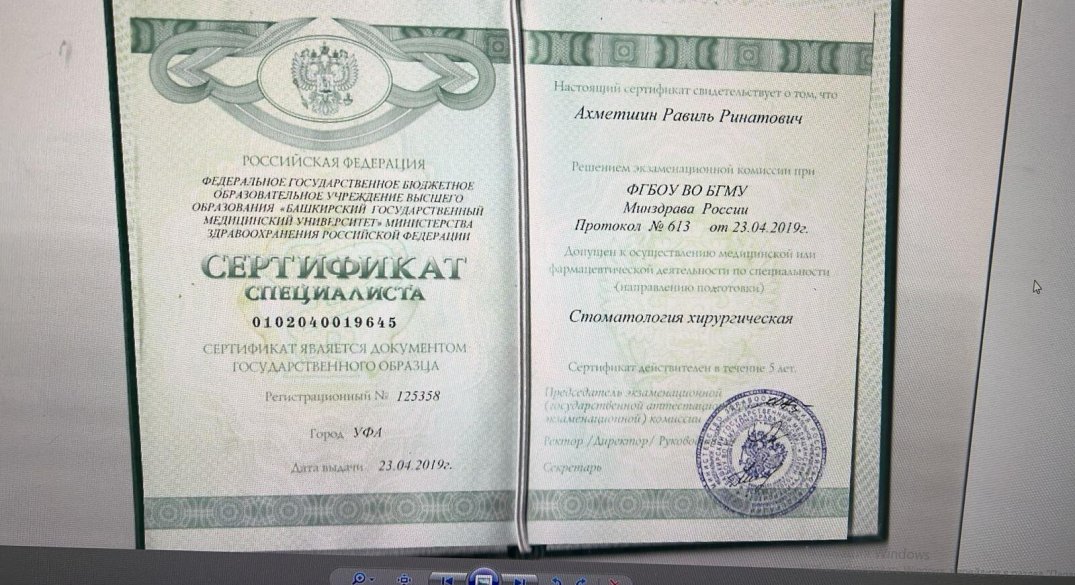 РОССИЙСКАЯ ФЕДЕРАЦИЯ
ФЕДЕРАЛЬНОЕ ГОСУДАРСТВЕННОЕ БЮДЖЕТНОЕ
ОБРАЗОВАТЕЛЬНОЕ УЧРЕЖДЕНИЕ ВЫСШЕГО
ОБРАЗОВАНИЯ «БАШКИРСКИЙ ГОСУДАРСТВЕННЫЙ
МЕДИЦИНСКИЙ УНИВЕРСИТЕТ» МИНИСТЕРСТВА
ЗДРАВООХРАНЕНИЯ РОССИЙСКОЙ ФЕДЕРАЦИИ
СЕРТИФИКАТ
СПЕЦИАЛИСТА
0102040019645
СЕРТИФИКАТ ЯВЛЯЕТСЯ ДОКУМЕНТОМ
ГОСУДАРСТВЕННОГО ОБРАЗЦА
Регистрационный № 125358
Город УФА
Дата выдачи 23.04.2019г.
Настоящий сертификат свидетельствует о том, что
Ахметшин Равиль Ринатович
Решением экзаменационной комиссии при
ФГБОУ ВО БГМУ
Минздрава России
Протокол № 613 от 23.04.2019г.
Допущен к осуществлению медицинской или
фармацевтической деятельности по специальности
(направлению подготовки)
Стоматология хирургическая
Сертификат действителен в течение 5 лет.
Председатель экзаменационной
(государственной аттестацио
экзаменационной) комиссии
Ректор /Директор/ Руково
Секретарь
Windows